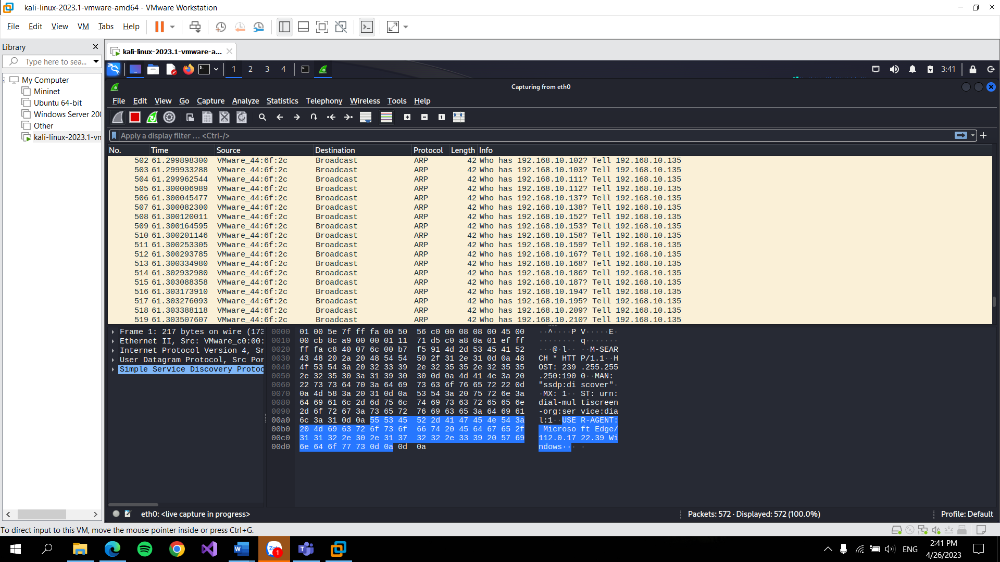 kali-linux-2023.1-vmware-amd64 - VMware Workstation
File Edit View VM Tabs Help
Library
Type here to sea...
My Computer
Mininet
Ubuntu 64-bit
Windows Server 200
Other
kali-linux-2023.1-vm
kali-linux-2023.1-vmware-a...
1 2 3 4
3:41
Capturing from eth0
File Edit View Go Capture Analyze Statistics Telephony Wireless Tools Help
Apply a display filter … <Ctrl-/>
No. Time Source Destination Protocol Length Info
502 61.299898300 VMware_44:6f:2c Broadcast ARP 42 Who has 192.168.10.102? Tell 192.168.10.135
503 61.299933288 VMware_44:6f:2c Broadcast ARP 42 Who has 192.168.10.103? Tell 192.168.10.135
504 61.299962544 VMware_44:6f:2c Broadcast ARP 42 Who has 192.168.10.111? Tell 192.168.10.135
505 61.300006989 VMware_44:6f:2c Broadcast ARP 42 Who has 192.168.10.112? Tell 192.168.10.135
506 61.300045477 VMware_44:6f:2c Broadcast ARP 42 Who has 192.168.10.137? Tell 192.168.10.135
507 61.300082300 VMware_44:6f:2c Broadcast ARP 42 Who has 192.168.10.138? Tell 192.168.10.135
508 61.300120011 VMware_44:6f:2c Broadcast ARP 42 Who has 192.168.10.152? Tell 192.168.10.135
509 61.300164595 VMware_44:6f:2c Broadcast ARP 42 Who has 192.168.10.153? Tell 192.168.10.135
510 61.300201146 VMware_44:6f:2c Broadcast ARP 42 Who has 192.168.10.158? Tell 192.168.10.135
511 61.300253305 VMware_44:6f:2c Broadcast ARP 42 Who has 192.168.10.159? Tell 192.168.10.135
512 61.300293785 VMware_44:6f:2c Broadcast ARP 42 Who has 192.168.10.167? Tell 192.168.10.135
513 61.300334980 VMware_44:6f:2c Broadcast ARP 42 Who has 192.168.10.168? Tell 192.168.10.135
514 61.302932980 VMware_44:6f:2c Broadcast ARP 42 Who has 192.168.10.186? Tell 192.168.10.135
515 61.303088358 VMware_44:6f:2c Broadcast ARP 42 Who has 192.168.10.187? Tell 192.168.10.135
516 61.303173910 VMware_44:6f:2c Broadcast ARP 42 Who has 192.168.10.194? Tell 192.168.10.135
517 61.303276093 VMware_44:6f:2c Broadcast ARP 42 Who has 192.168.10.195? Tell 192.168.10.135
518 61.303388118 VMware_44:6f:2c Broadcast ARP 42 Who has 192.168.10.209? Tell 192.168.10.135
519 61.303507607 VMware_44:6f:2c Broadcast ARP 42 Who has 192.168.10.210? Tell 192.168.10.135
Frame 1: 217 bytes on wire (173
Ethernet II, Src: VMware_c0:00:
Internet Protocol Version 4, Sr
User Datagram Protocol, Src Por
Simple Service Discovery Protoc
0000 01 00 5e 7f ff fa 00 50 56 c0 00 08 08 00 45 00 ··^····P V·····E·
0010 00 cb 8c a9 00 00 01 11 71 d5 c0 a8 0a 01 ef ff ········ q·······
0020 ff fa c8 40 07 6c 00 b7 f5 91 4d 2d 53 45 41 52 ···@·l·· ··M-SEAR
0030 43 48 20 2a 20 48 54 54 50 2f 31 2e 31 0d 0a 48 CH * HTT P/1.1··H
0040 4f 53 54 3a 20 32 33 39 2e 32 35 35 2e 32 35 35 OST: 239 .255.255
0050 2e 32 35 30 3a 31 39 30 30 0d 0a 4d 41 4e 3a 20 .250:190 0··MAN:
0060 22 73 73 64 70 3a 64 69 73 63 6f 76 65 72 22 0d "ssdp:di scover"·
0070 0a 4d 58 3a 20 31 0d 0a 53 54 3a 20 75 72 6e 3a ·MX: 1·· ST: urn:
0080 64 69 61 6c 2d 6d 75 6c 74 69 73 63 72 65 65 6e dial-mul tiscreen
0090 2d 6f 72 67 3a 73 65 72 76 69 63 65 3a 64 69 61 -org:ser vice:dia
00a0 6c 3a 31 0d 0a 55 53 45 52 2d 41 47 45 4e 54 3a l:1··USE R-AGENT:
00b0 20 4d 69 63 72 6f 73 6f 66 74 20 45 64 67 65 2f Microso ft Edge/
00c0 31 31 32 2e 30 2e 31 37 32 32 2e 33 39 20 57 69 112.0.17 22.39 Wi
00d0 6e 64 6f 77 73 0d 0a 0d 0a ndows··· ·
eth0: <live capture in progress>
Packets: 572 · Displayed: 572 (100.0%)
Profile: Default
To direct input to this VM, move the mouse pointer inside or press Ctrl+G.
1
ENG
2:41 PM
4/26/2023